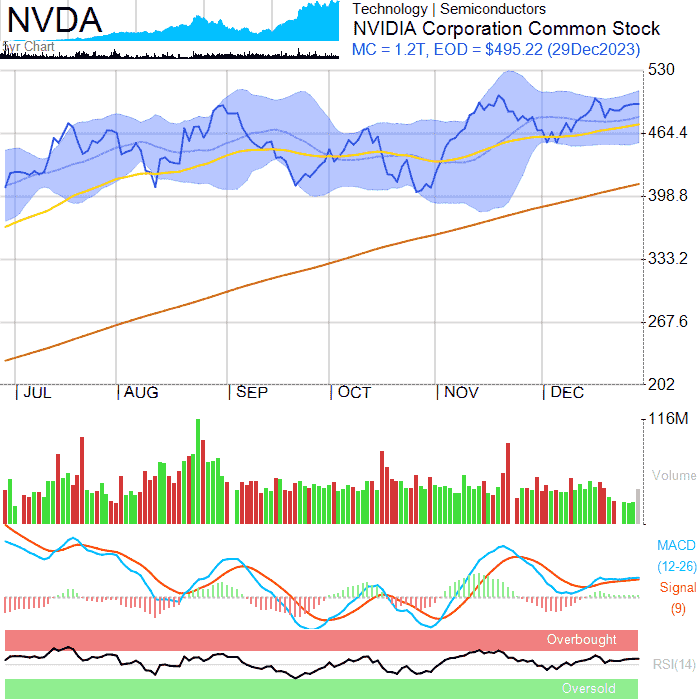 NVDA
5yr Chart
Technology | Semiconductors
NVIDIA Corporation Common Stock
MC = 1.2T, EOD = $495.22 (29Dec2023)
530
464.4
398.8
333.2
267.6
202
JUL AUG SEP OCT NOV DEC
116M
Volume
MACD
(12-26)
Signal
(9)
Overbought
RSI(14)
Oversold